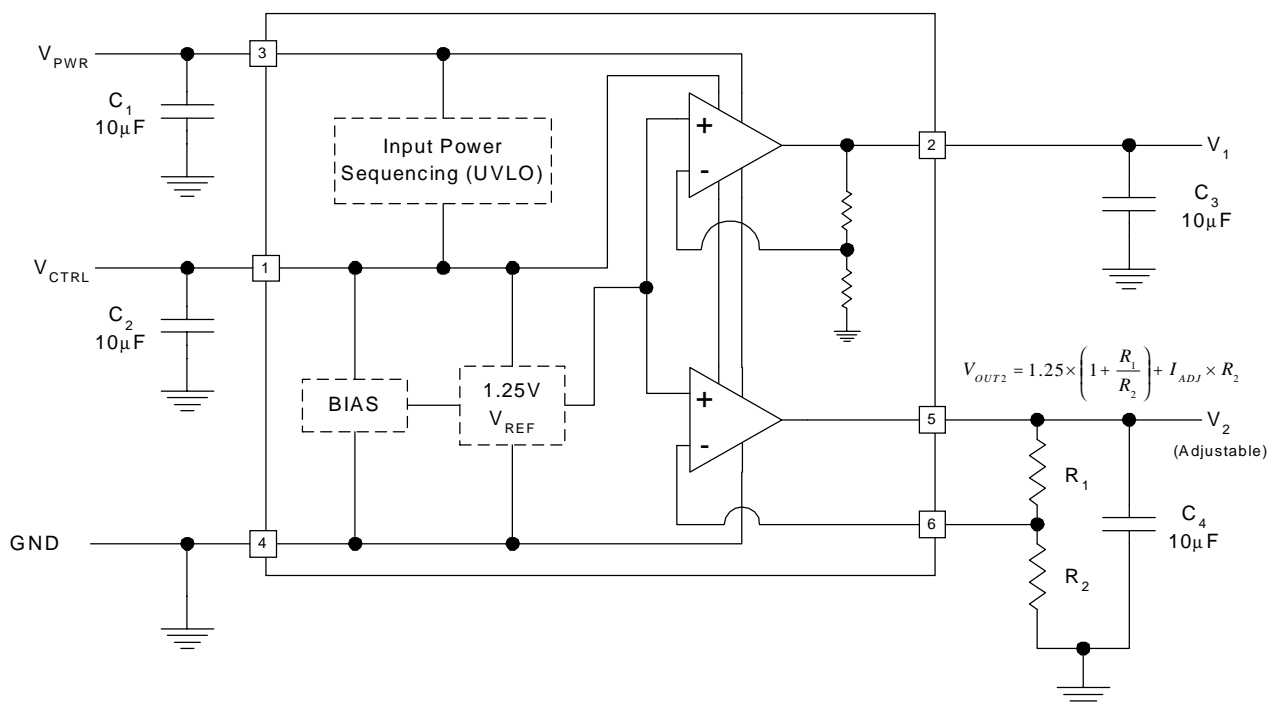 V_PWR
3
C_1
10μF
Input Power
Sequencing (UVLO)
+
-
2
V_1
C_3
10μF
V_CTRL
1
C_2
10μF
BIAS
1.25V
V_REF
+
-
V_OUT2 = 1.25 × (1 + R_1/R_2) + I_ADJ × R_2
5
V_2
(Adjustable)
R_1
6
C_4
10μF
R_2
GND
4